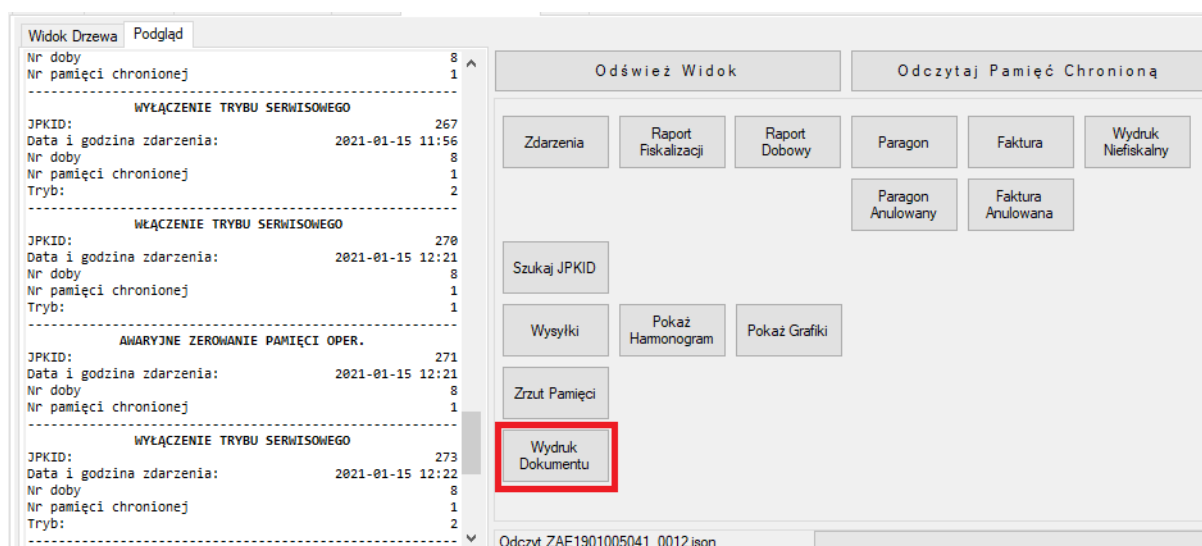 Widok Drzewa Podgląd
Nr doby 8
Nr pamięci chronionej 1
WYŁĄCZENIE TRYBU SERWISOWEGO
JPKID: 267
Data i godzina zdarzenia: 2021-01-15 11:56
Nr doby 8
Nr pamięci chronionej 1
Tryb: 2
WŁĄCZENIE TRYBU SERWISOWEGO
JPKID: 270
Data i godzina zdarzenia: 2021-01-15 12:21
Nr doby 8
Nr pamięci chronionej 1
Tryb: 1
AWARYJNE ZEROWANIE PAMIĘCI OPER.
JPKID: 271
Data i godzina zdarzenia: 2021-01-15 12:21
Nr doby 8
Nr pamięci chronionej 1
WYŁĄCZENIE TRYBU SERWISOWEGO
JPKID: 273
Data i godzina zdarzenia: 2021-01-15 12:22
Nr doby 8
Nr pamięci chronionej 1
Tryb: 2
Odśwież Widok
Odczytaj Pamięć Chronioną
Zdarzenia
Raport
Fiskalizacji
Raport
Dobowy
Paragon
Faktura
Wydruk
Niefiskalny
Paragon
Anulowany
Faktura
Anulowana
Szukaj JPKID
Wysyłki
Pokaż
Harmonogram
Pokaż Grafiki
Zrzut Pamięci
Wydruk
Dokumentu
Odczyt ZAE1901005041_0012.json